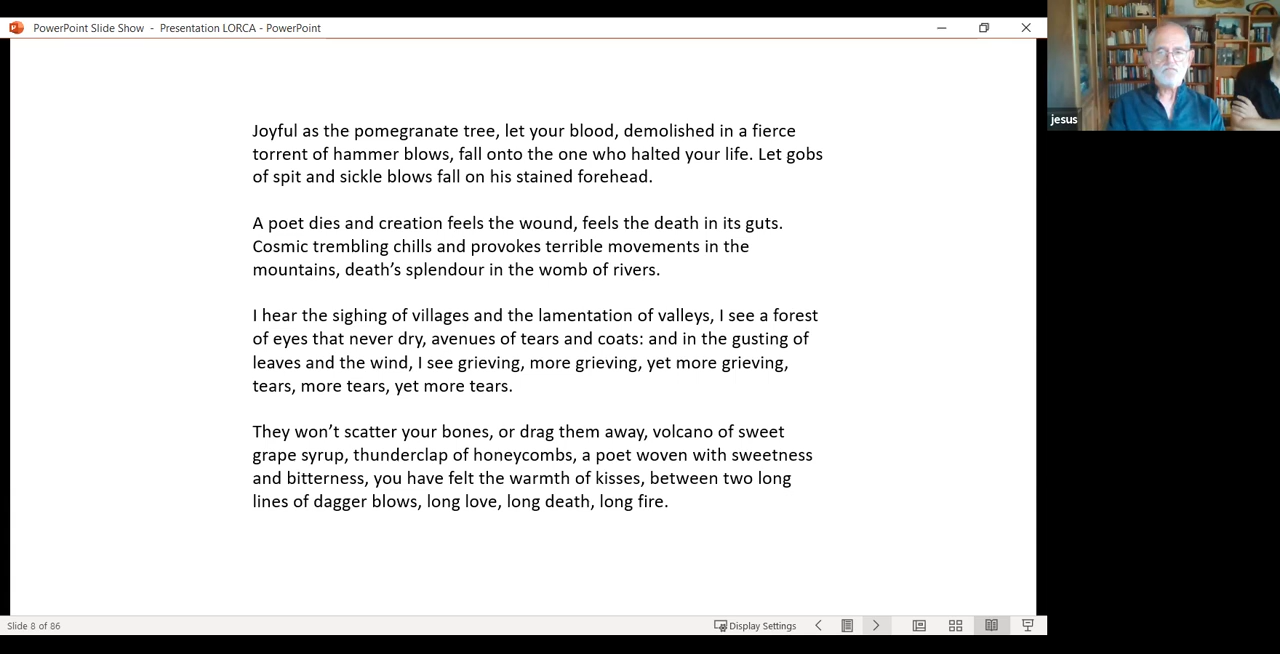 PowerPoint Slide Show - Presentation LORCA - PowerPoint
jesus
Joyful as the pomegranate tree, let your blood, demolished in a fierce
torrent of hammer blows, fall onto the one who halted your life. Let gobs
of spit and sickle blows fall on his stained forehead.
A poet dies and creation feels the wound, feels the death in its guts.
Cosmic trembling chills and provokes terrible movements in the
mountains, death’s splendour in the womb of rivers.
I hear the sighing of villages and the lamentation of valleys, I see a forest
of eyes that never dry, avenues of tears and coats: and in the gusting of
leaves and the wind, I see grieving, more grieving, yet more grieving,
tears, more tears, yet more tears.
They won’t scatter your bones, or drag them away, volcano of sweet
grape syrup, thunderclap of honeycombs, a poet woven with sweetness
and bitterness, you have felt the warmth of kisses, between two long
lines of dagger blows, long love, long death, long fire.
Slide 8 of 86
Display Settings